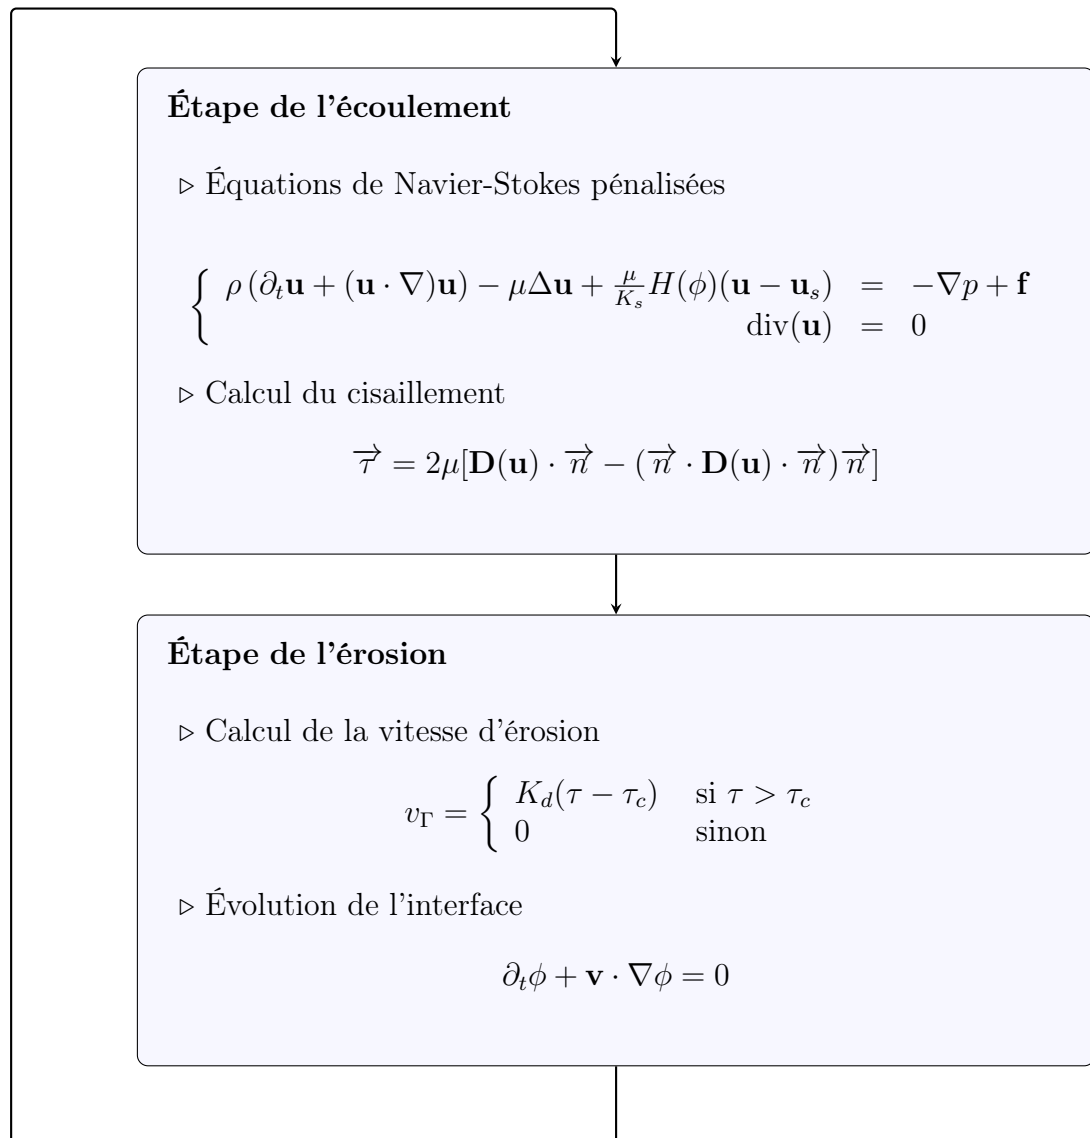 Étape de l'écoulement
▹ Équations de Navier-Stokes pénalisées
{ ρ (∂ₜ𝐮 + (𝐮 · ∇)𝐮) − μΔ𝐮 + μ/Kₛ H(ϕ)(𝐮 − 𝐮ₛ) = −∇p + 𝐟
div(𝐮) = 0
▹ Calcul du cisaillement
τ⃗ = 2μ[𝐃(𝐮) · n⃗ − (n⃗ · 𝐃(𝐮) · n⃗)n⃗]
Étape de l'érosion
▹ Calcul de la vitesse d'érosion
v_Γ = { K_d(τ − τ_c) si τ > τ_c
0 sinon
▹ Évolution de l'interface
∂ₜϕ + 𝐯 · ∇ϕ = 0